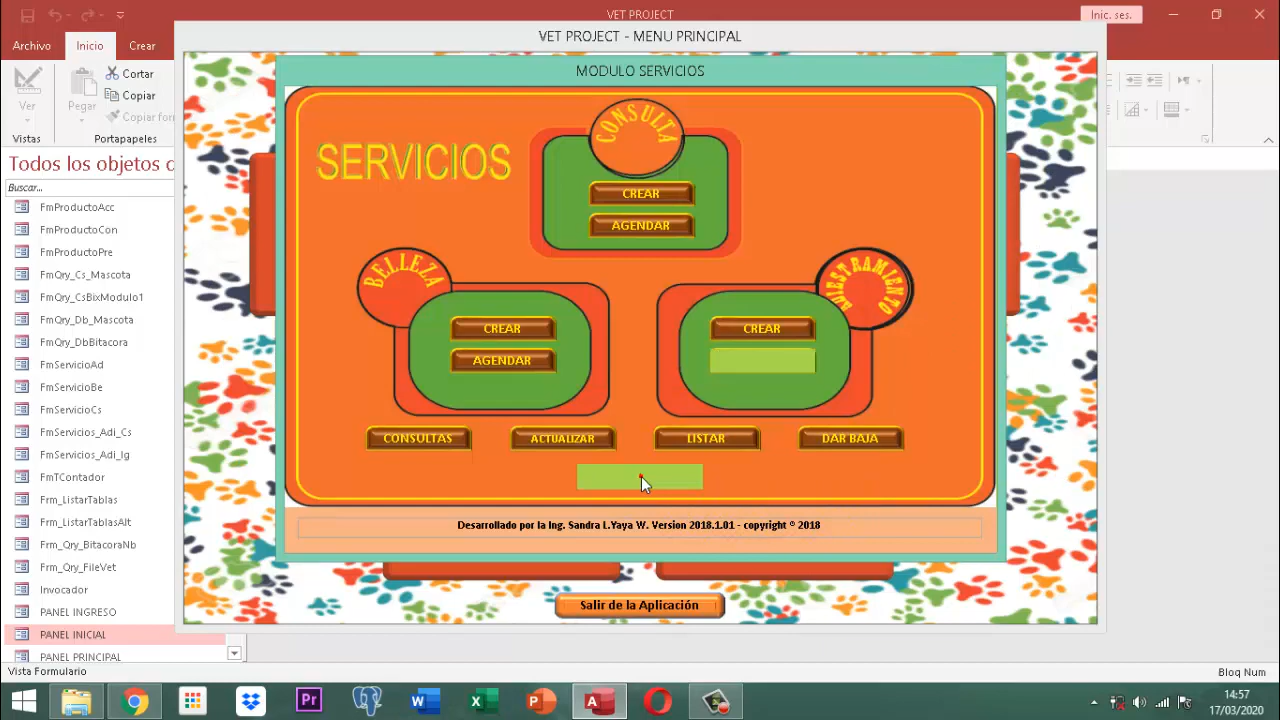 VET PROJECT
Inic. ses.
Archivo
Inicio
Crear
VET PROJECT - MENU PRINCIPAL
MODULO SERVICIOS
Ver
Pegar
Cortar
Copiar
Copiar for
Vistas
Portapapeles
Todos los objetos
Buscar...
FmProductoAcc
FmProductoCon
FmProductoPre
FmQry_Cs_Mascota
FmQry_CsBixModulo1
FmQry_Db_Mascota
FmQry_DbBitacora
FmServicioAd
FmServicioBe
FmServicioCs
FmServicios_Adi_Cs
FmServicios_Adi_Ig
FmTContador
Frm_ListarTablas
Frm_ListarTablasAlt
Frm_Qry_BitacoraNb
Frm_Qry_FileVet
Invocador
PANEL INGRESO
PANEL INICIAL
PANEL PRINCIPAL
SERVICIOS
CONSULTA
CREAR
AGENDAR
BELLEZA
CREAR
AGENDAR
CREAR
CONSULTAS
ACTUALIZAR
LISTAR
DAR BAJA
Desarrollado por la Ing. Sandra L.Yaya W. Version 2018.1.01 - copyright ® 2018
Salir de la Aplicación
Vista Formulario
Bloq Num
14:57
17/03/2020